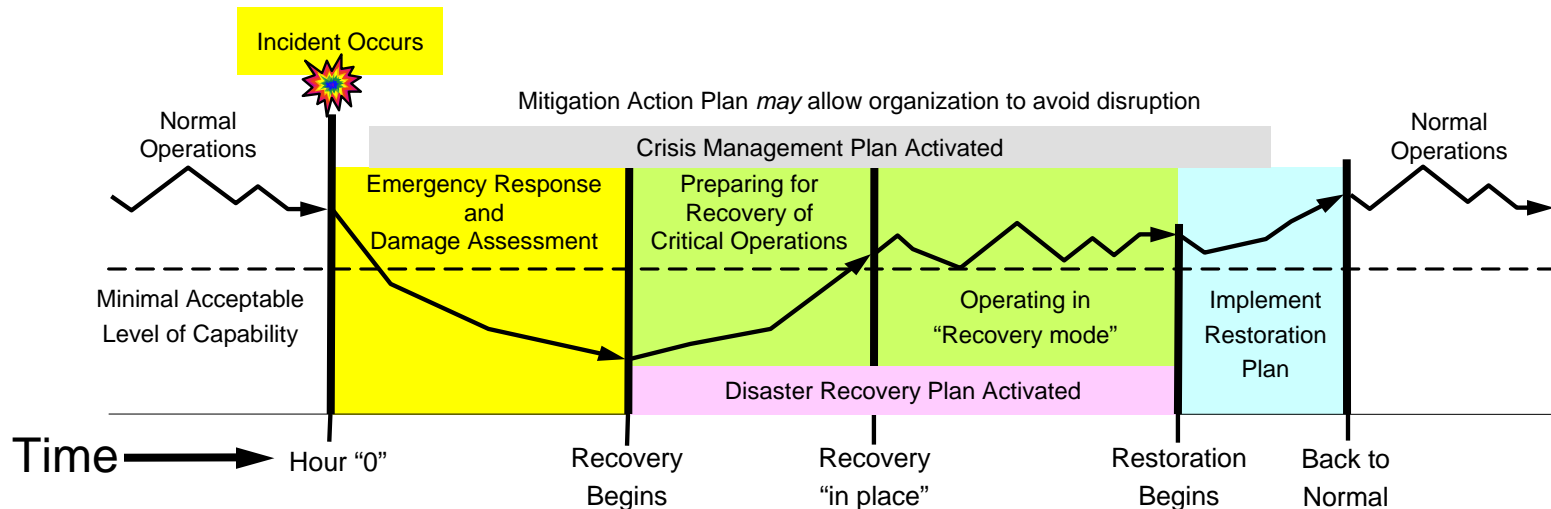 Incident Occurs
Mitigation Action Plan may allow organization to avoid disruption
Normal
Operations
Crisis Management Plan Activated
Normal
Operations
Emergency Response
and
Damage Assessment
Preparing for
Recovery of
Critical Operations
Minimal Acceptable
Level of Capability
Operating in
“Recovery mode”
Implement
Restoration
Plan
Disaster Recovery Plan Activated
Time
Hour “0”
Recovery
Begins
Recovery
“in place”
Restoration
Begins
Back to
Normal